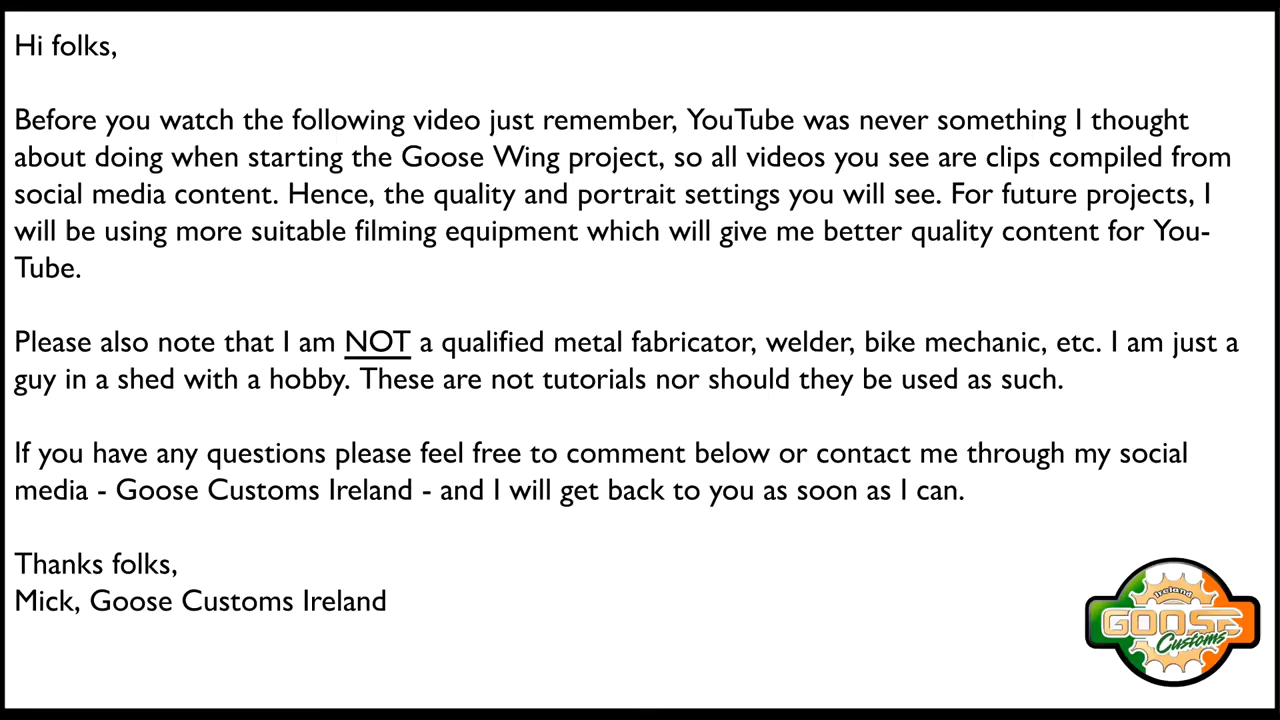 Hi folks,
Before you watch the following video just remember, YouTube was never something I thought
about doing when starting the Goose Wing project, so all videos you see are clips compiled from
social media content. Hence, the quality and portrait settings you will see. For future projects, I
will be using more suitable filming equipment which will give me better quality content for You-
Tube.
Please also note that I am NOT a qualified metal fabricator, welder, bike mechanic, etc. I am just a
guy in a shed with a hobby. These are not tutorials nor should they be used as such.
If you have any questions please feel free to comment below or contact me through my social
media - Goose Customs Ireland - and I will get back to you as soon as I can.
Thanks folks,
Mick, Goose Customs Ireland
Ireland
GOOSE
Customs